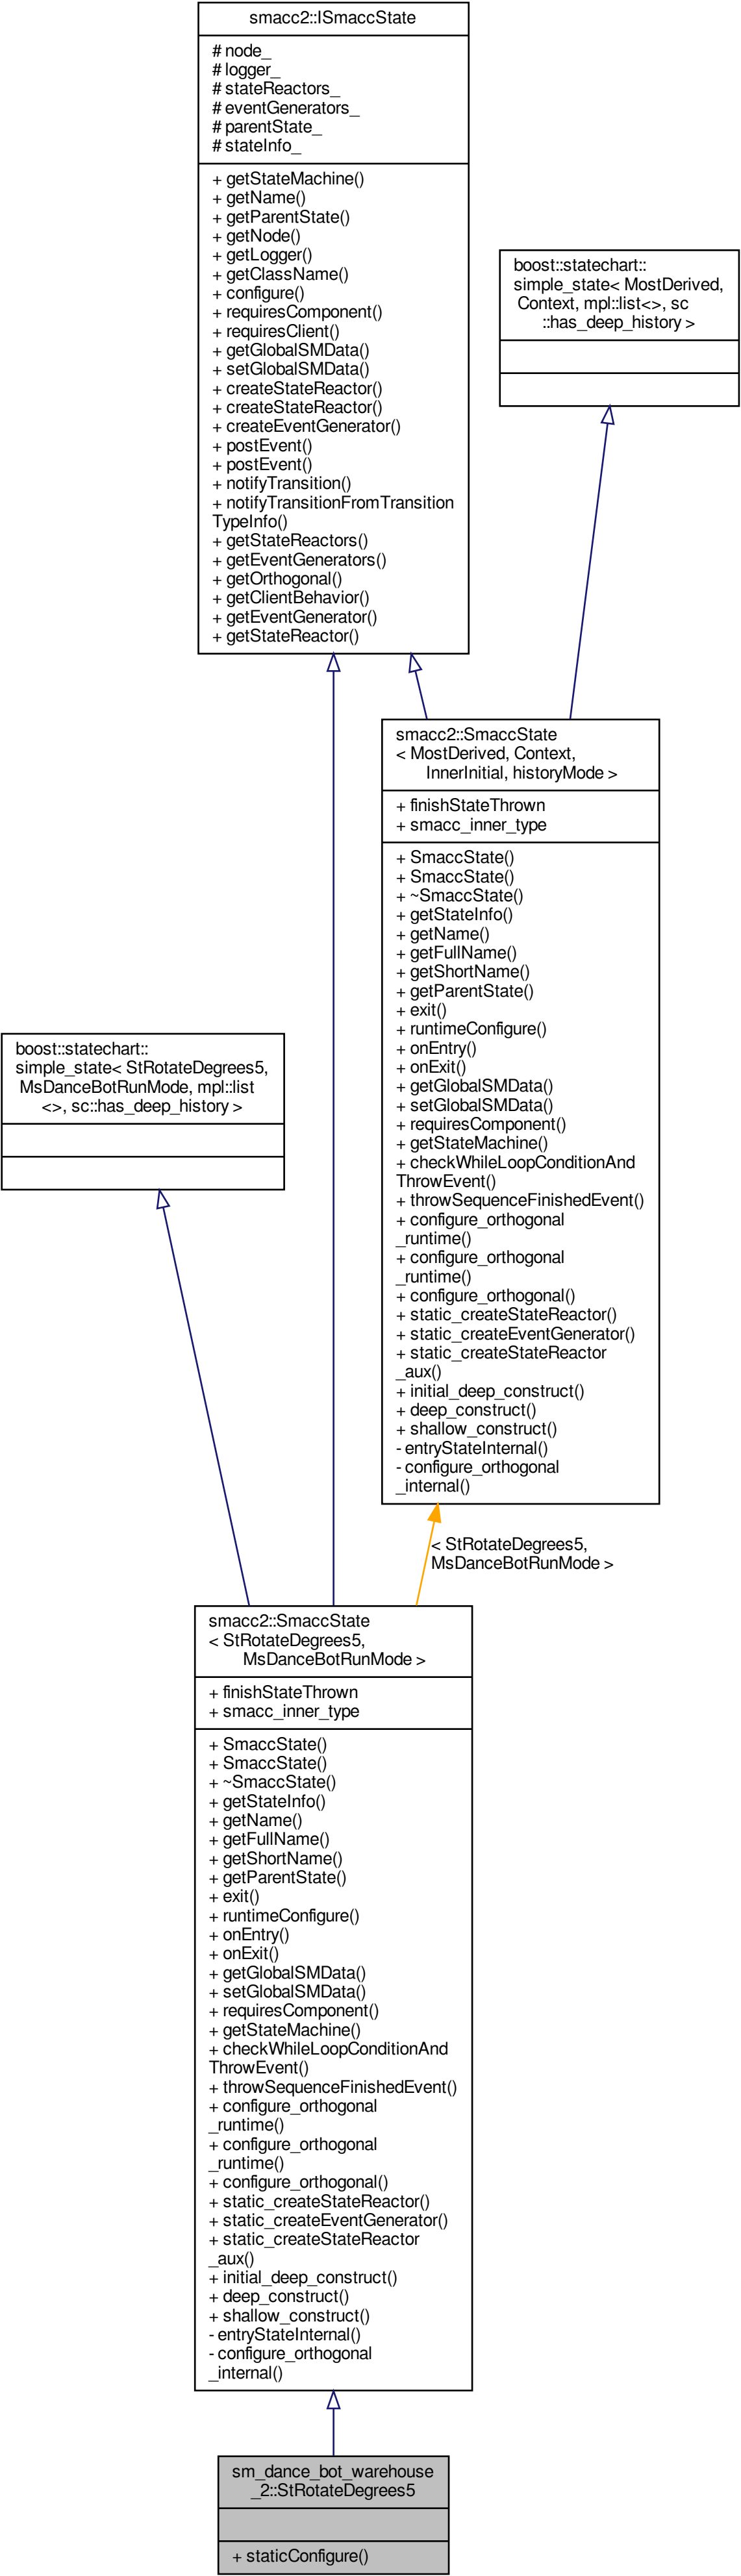 smacc2::ISmaccState
# node_
# logger_
# stateReactors_
# eventGenerators_
# parentState_
# stateInfo_
+ getStateMachine()
+ getName()
+ getParentState()
+ getNode()
+ getLogger()
+ getClassName()
+ configure()
+ requiresComponent()
+ requiresClient()
+ getGlobalSMData()
+ setGlobalSMData()
+ createStateReactor()
+ createStateReactor()
+ createEventGenerator()
+ postEvent()
+ postEvent()
+ notifyTransition()
+ notifyTransitionFromTransition
TypeInfo()
+ getStateReactors()
+ getEventGenerators()
+ getOrthogonal()
+ getClientBehavior()
+ getEventGenerator()
+ getStateReactor()
boost::statechart::
simple_state< MostDerived,
Context, mpl::list<>, sc
::has_deep_history >
smacc2::SmaccState
< MostDerived, Context,
InnerInitial, historyMode >
+ finishStateThrown
+ smacc_inner_type
+ SmaccState()
+ SmaccState()
+ ~SmaccState()
+ getStateInfo()
+ getName()
+ getFullName()
+ getShortName()
+ getParentState()
+ exit()
+ runtimeConfigure()
+ onEntry()
+ onExit()
+ getGlobalSMData()
+ setGlobalSMData()
+ requiresComponent()
+ getStateMachine()
+ checkWhileLoopConditionAnd
ThrowEvent()
+ throwSequenceFinishedEvent()
+ configure_orthogonal
_runtime()
+ configure_orthogonal
_runtime()
+ configure_orthogonal()
+ static_createStateReactor()
+ static_createEventGenerator()
+ static_createStateReactor
_aux()
+ initial_deep_construct()
+ deep_construct()
+ shallow_construct()
- entryStateInternal()
- configure_orthogonal
_internal()
boost::statechart::
simple_state< StRotateDegrees5,
MsDanceBotRunMode, mpl::list
<>, sc::has_deep_history >
< StRotateDegrees5,
MsDanceBotRunMode >
smacc2::SmaccState
< StRotateDegrees5,
MsDanceBotRunMode >
+ finishStateThrown
+ smacc_inner_type
+ SmaccState()
+ SmaccState()
+ ~SmaccState()
+ getStateInfo()
+ getName()
+ getFullName()
+ getShortName()
+ getParentState()
+ exit()
+ runtimeConfigure()
+ onEntry()
+ onExit()
+ getGlobalSMData()
+ setGlobalSMData()
+ requiresComponent()
+ getStateMachine()
+ checkWhileLoopConditionAnd
ThrowEvent()
+ throwSequenceFinishedEvent()
+ configure_orthogonal
_runtime()
+ configure_orthogonal
_runtime()
+ configure_orthogonal()
+ static_createStateReactor()
+ static_createEventGenerator()
+ static_createStateReactor
_aux()
+ initial_deep_construct()
+ deep_construct()
+ shallow_construct()
- entryStateInternal()
- configure_orthogonal
_internal()
sm_dance_bot_warehouse
_2::StRotateDegrees5
+ staticConfigure()